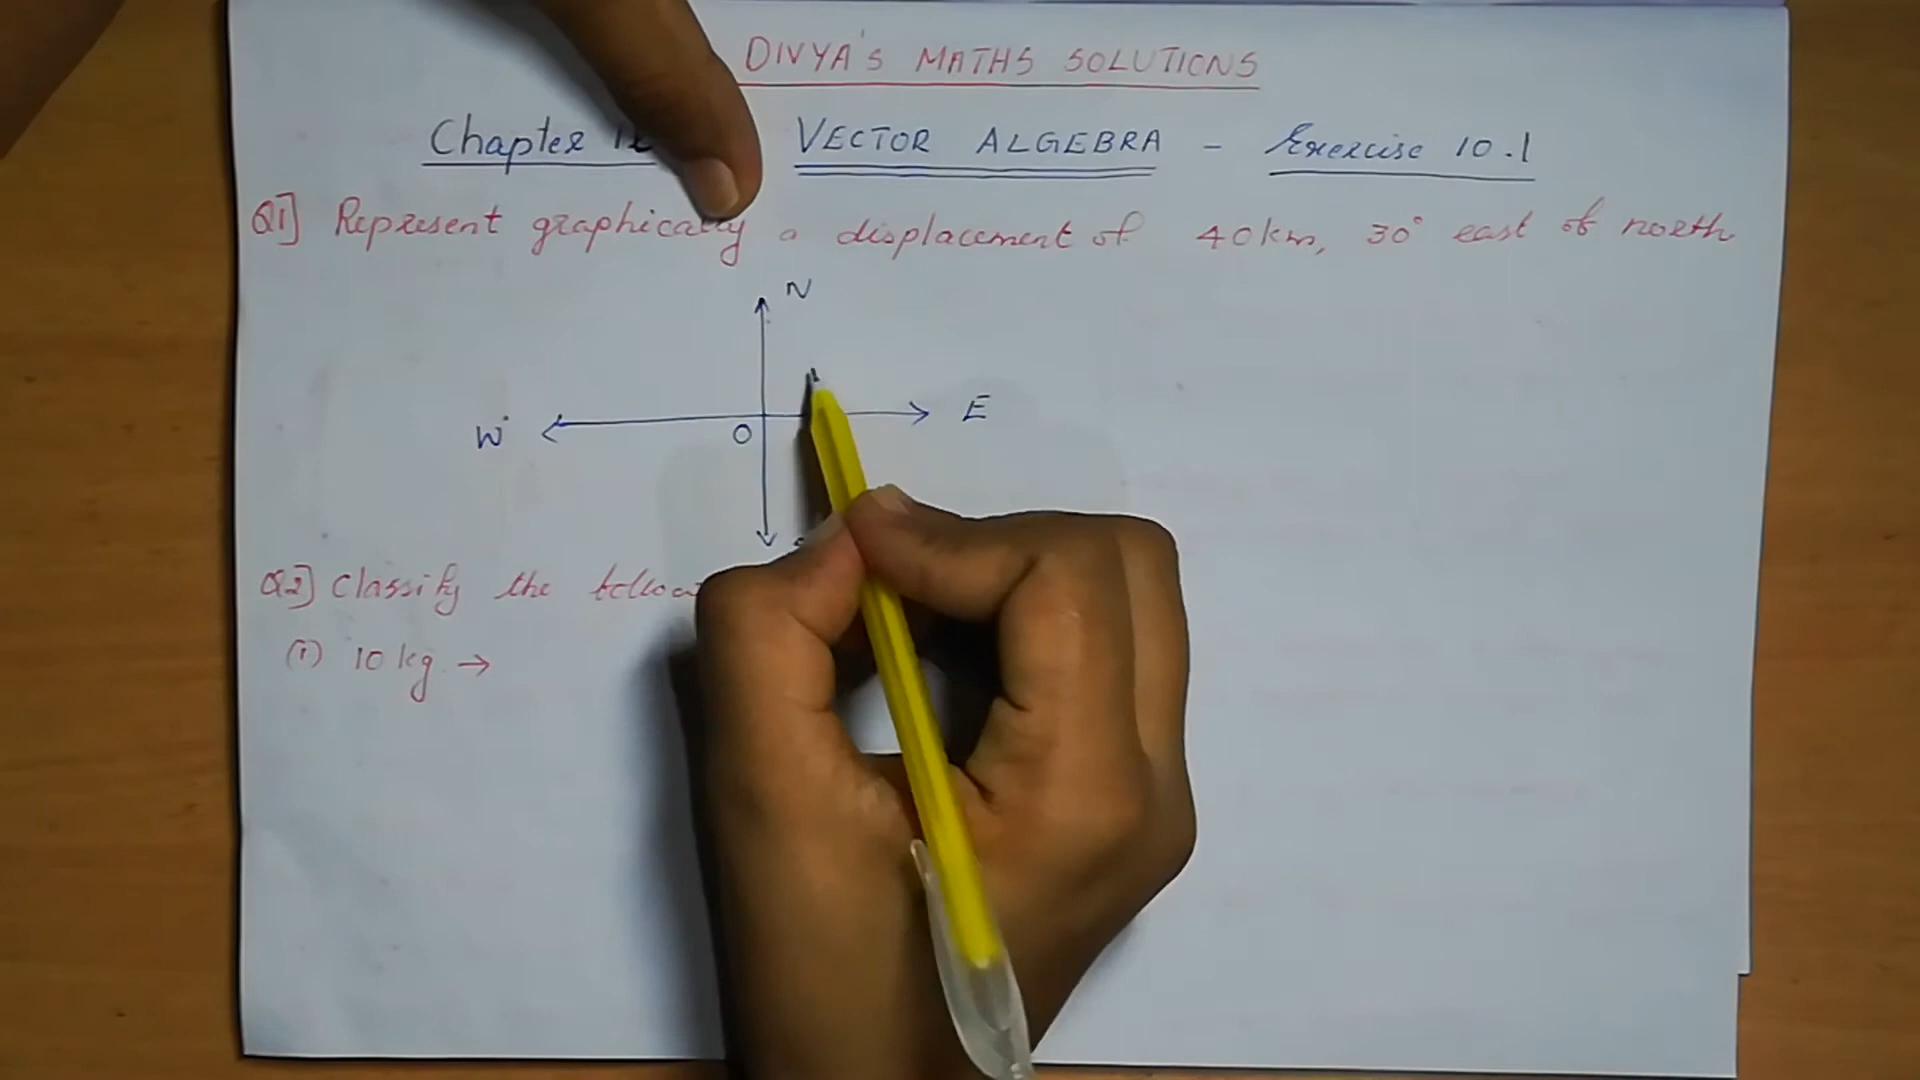 DIVYA'S MATHS SOLUTIONS
Chapter VECTOR ALGEBRA - Exercise 10.1
Q1] Represent graphically a displacement of 40km, 30° east of north
N
W E
O
Q2] Classify the
(i) 10 kg →